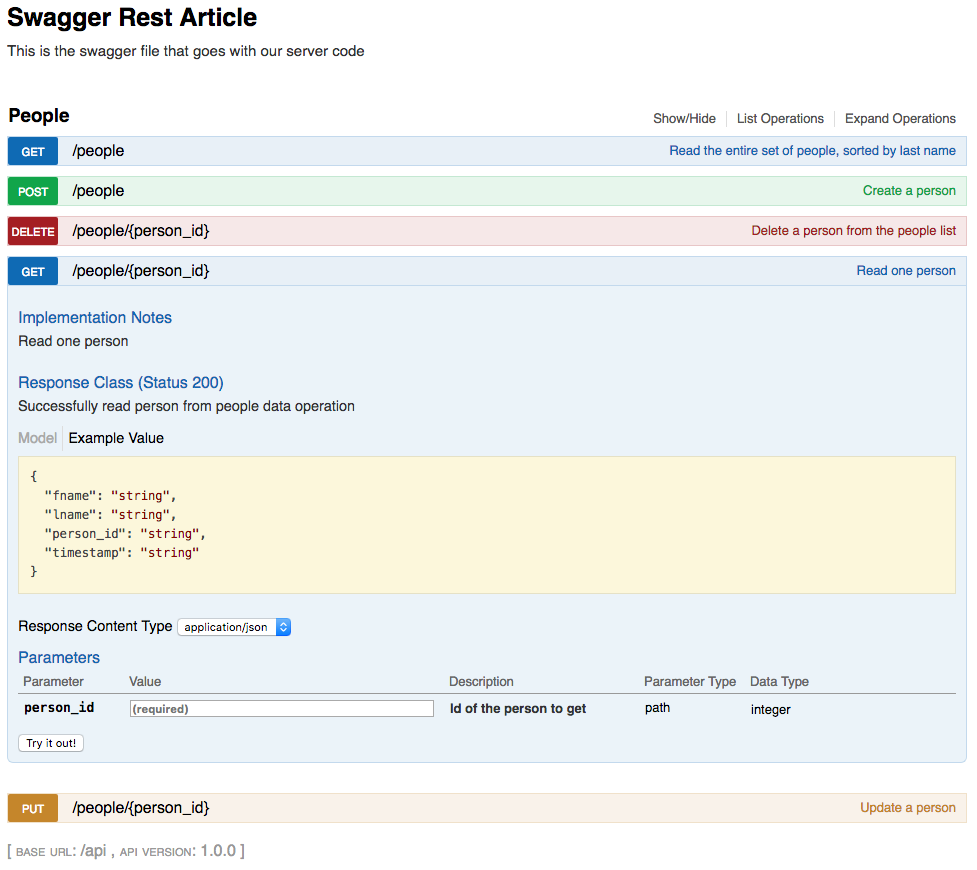 Swagger Rest Article
This is the swagger file that goes with our server code
People Show/Hide List Operations Expand Operations
GET /people Read the entire set of people, sorted by last name
POST /people Create a person
DELETE /people/{person_id} Delete a person from the people list
GET /people/{person_id} Read one person
Implementation Notes
Read one person
Response Class (Status 200)
Successfully read person from people data operation
Model Example Value
{
  "fname": "string",
  "lname": "string",
  "person_id": "string",
  "timestamp": "string"
}
Response Content Type application/json
Parameters
Parameter Value Description Parameter Type Data Type
person_id (required) Id of the person to get path integer
Try it out!
PUT /people/{person_id} Update a person
[ BASE URL: /api , API VERSION: 1.0.0 ]